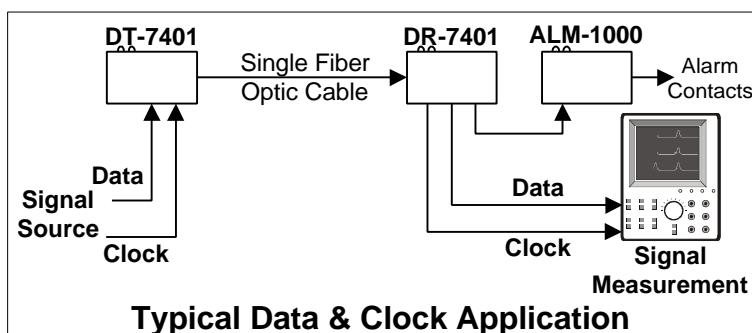 DT-7401
DR-7401
ALM-1000
Single Fiber
Optic Cable
Alarm
Contacts
Data
Signal
Source
Clock
Data
Clock
Signal
Measurement
Typical Data & Clock Application